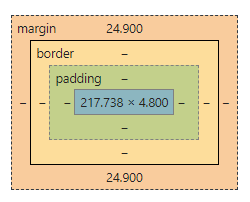 margin 24.900
border –
padding –
– – – 217.738 × 4.800 – – –
–
–
24.900